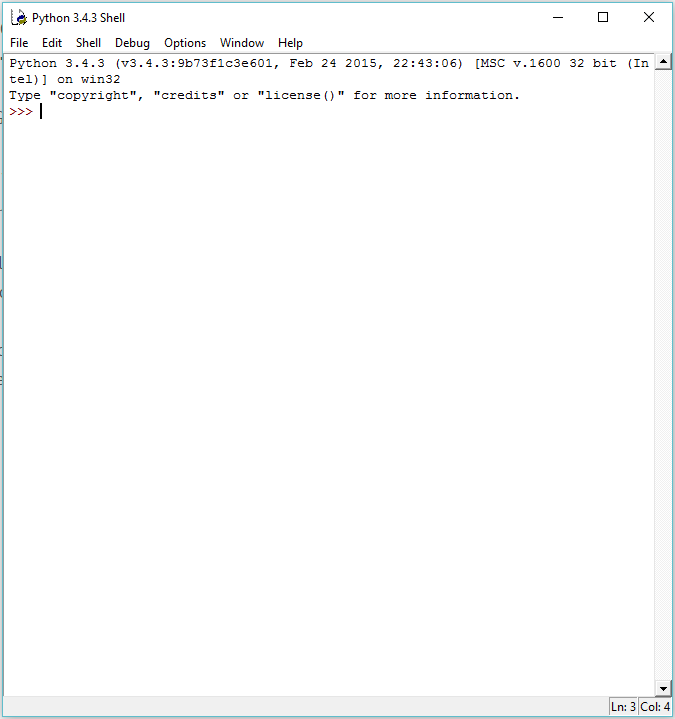 Python 3.4.3 Shell
File Edit Shell Debug Options Window Help
Python 3.4.3 (v3.4.3:9b73f1c3e601, Feb 24 2015, 22:43:06) [MSC v.1600 32 bit (In
tel)] on win32
Type "copyright", "credits" or "license()" for more information.
>>>
Ln: 3 Col: 4